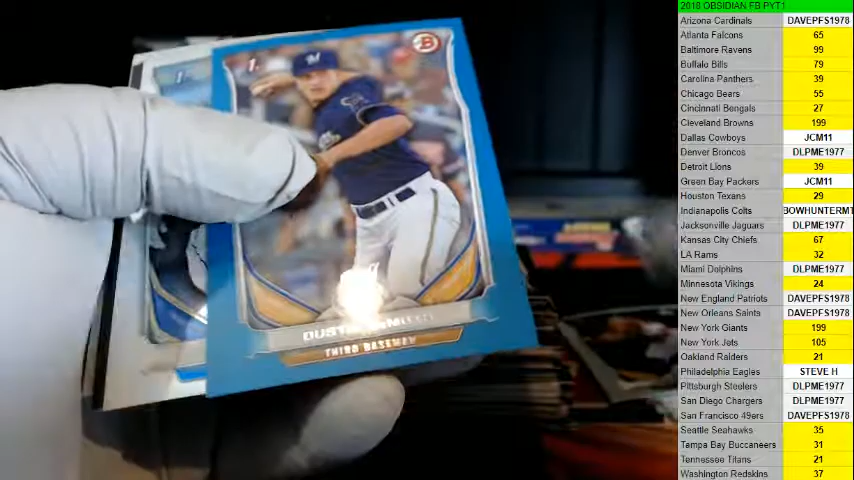 2018 OBSIDIAN FB PYT1
Arizona Cardinals DAVEPFS1978
Atlanta Falcons 65
Baltimore Ravens 99
Buffalo Bills 79
Carolina Panthers 39
Chicago Bears 55
Cincinnati Bengals 27
Cleveland Browns 199
Dallas Cowboys JCM11
Denver Broncos DLPME1977
Detroit Lions 39
Green Bay Packers JCM11
Houston Texans 29
Indianapolis Colts BOWHUNTERMT
Jacksonville Jaguars DLPME1977
Kansas City Chiefs 67
LA Rams 32
Miami Dolphins DLPME1977
Minnesota Vikings 24
New England Patriots DAVEPFS1978
New Orleans Saints DAVEPFS1978
New York Giants 199
New York Jets 105
Oakland Raiders 21
Philadelphia Eagles STEVE H
Pittsburgh Steelers DLPME1977
San Diego Chargers DLPME1977
San Francisco 49ers DAVEPFS1978
Seattle Seahawks 35
Tampa Bay Buccaneers 31
Tennessee Titans 21
Washington Redskins 37
B
M
THIRD BASEMAN